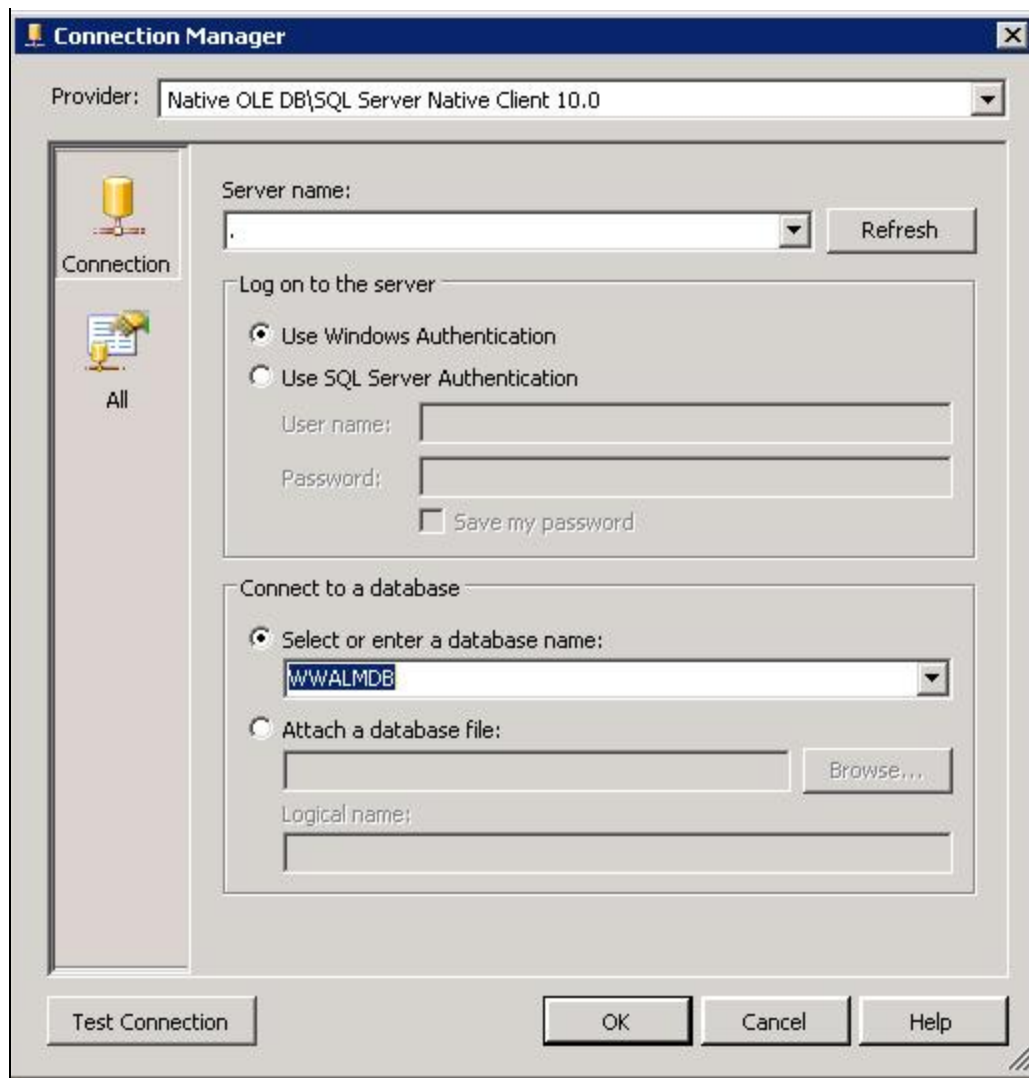 Connection Manager
Provider: Native OLE DB\SQL Server Native Client 10.0
Connection
All
Server name:
. Refresh
Log on to the server
Use Windows Authentication
Use SQL Server Authentication
User name:
Password:
Save my password
Connect to a database
Select or enter a database name:
WWALMDB
Attach a database file:
Browse...
Logical name:
Test Connection OK Cancel Help